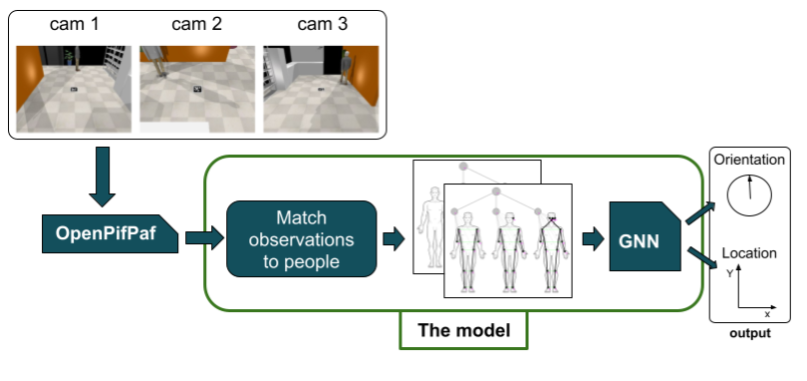 cam 1
cam 2
cam 3
OpenPifPaf
Match
observations
to people
GNN
The model
Orientation
Location
Y
x
output